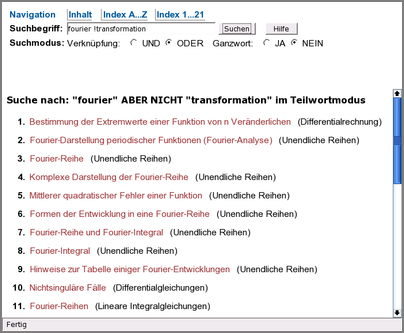 Navigation Inhalt Index A...Z Index 1...21
Suchbegriff: fourier !transformation Suchen Hilfe
Suchmodus: Verknüpfung: UND ODER Ganzwort: JA NEIN
Suche nach: "fourier" ABER NICHT "transformation" im Teilwortmodus
1. Bestimmung der Extremwerte einer Funktion von n Veränderlichen (Differentialrechnung)
2. Fourier-Darstellung periodischer Funktionen (Fourier-Analyse) (Unendliche Reihen)
3. Fourier-Reihe (Unendliche Reihen)
4. Komplexe Darstellung der Fourier-Reihe (Unendliche Reihen)
5. Mittlerer quadratischer Fehler einer Funktion (Unendliche Reihen)
6. Formen der Entwicklung in eine Fourier-Reihe (Unendliche Reihen)
7. Fourier-Reihe und Fourier-Integral (Unendliche Reihen)
8. Fourier-Integral (Unendliche Reihen)
9. Hinweise zur Tabelle einiger Fourier-Entwicklungen (Unendliche Reihen)
10. Nichtsinguläre Fälle (Differentialgleichungen)
11. Fourier-Reihen (Lineare Integralgleichungen)
Fertig